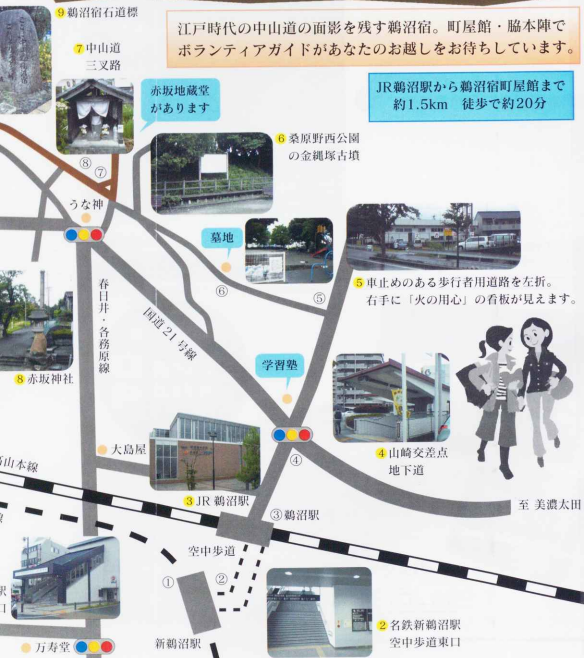 9 鵜沼宿石道標
江戸時代の中山道の面影を残す鵜沼宿。町屋館・脇本陣で
ボランティアガイドがあなたのお越しをお待ちしています。
7 中山道
三叉路
赤坂地蔵堂
があります
JR鵜沼駅から鵜沼宿町屋館まで
約1.5km 徒歩で約20分
6 桑原野西公園
の金縄塚古墳
⑧
⑦
うな神
墓地
⑥
⑤
5 車止めのある歩行者用道路を左折。
右手に「火の用心」の看板が見えます。
春日井・各務原線
国道21号線
8 赤坂神社
学習塾
大島屋
④
4 山崎交差点
地下道
高山本線
3 JR 鵜沼駅
③鵜沼駅
至 美濃太田
線
空中歩道
①
②
駅
口
2 名鉄新鵜沼駅
空中歩道東口
万寿堂
新鵜沼駅